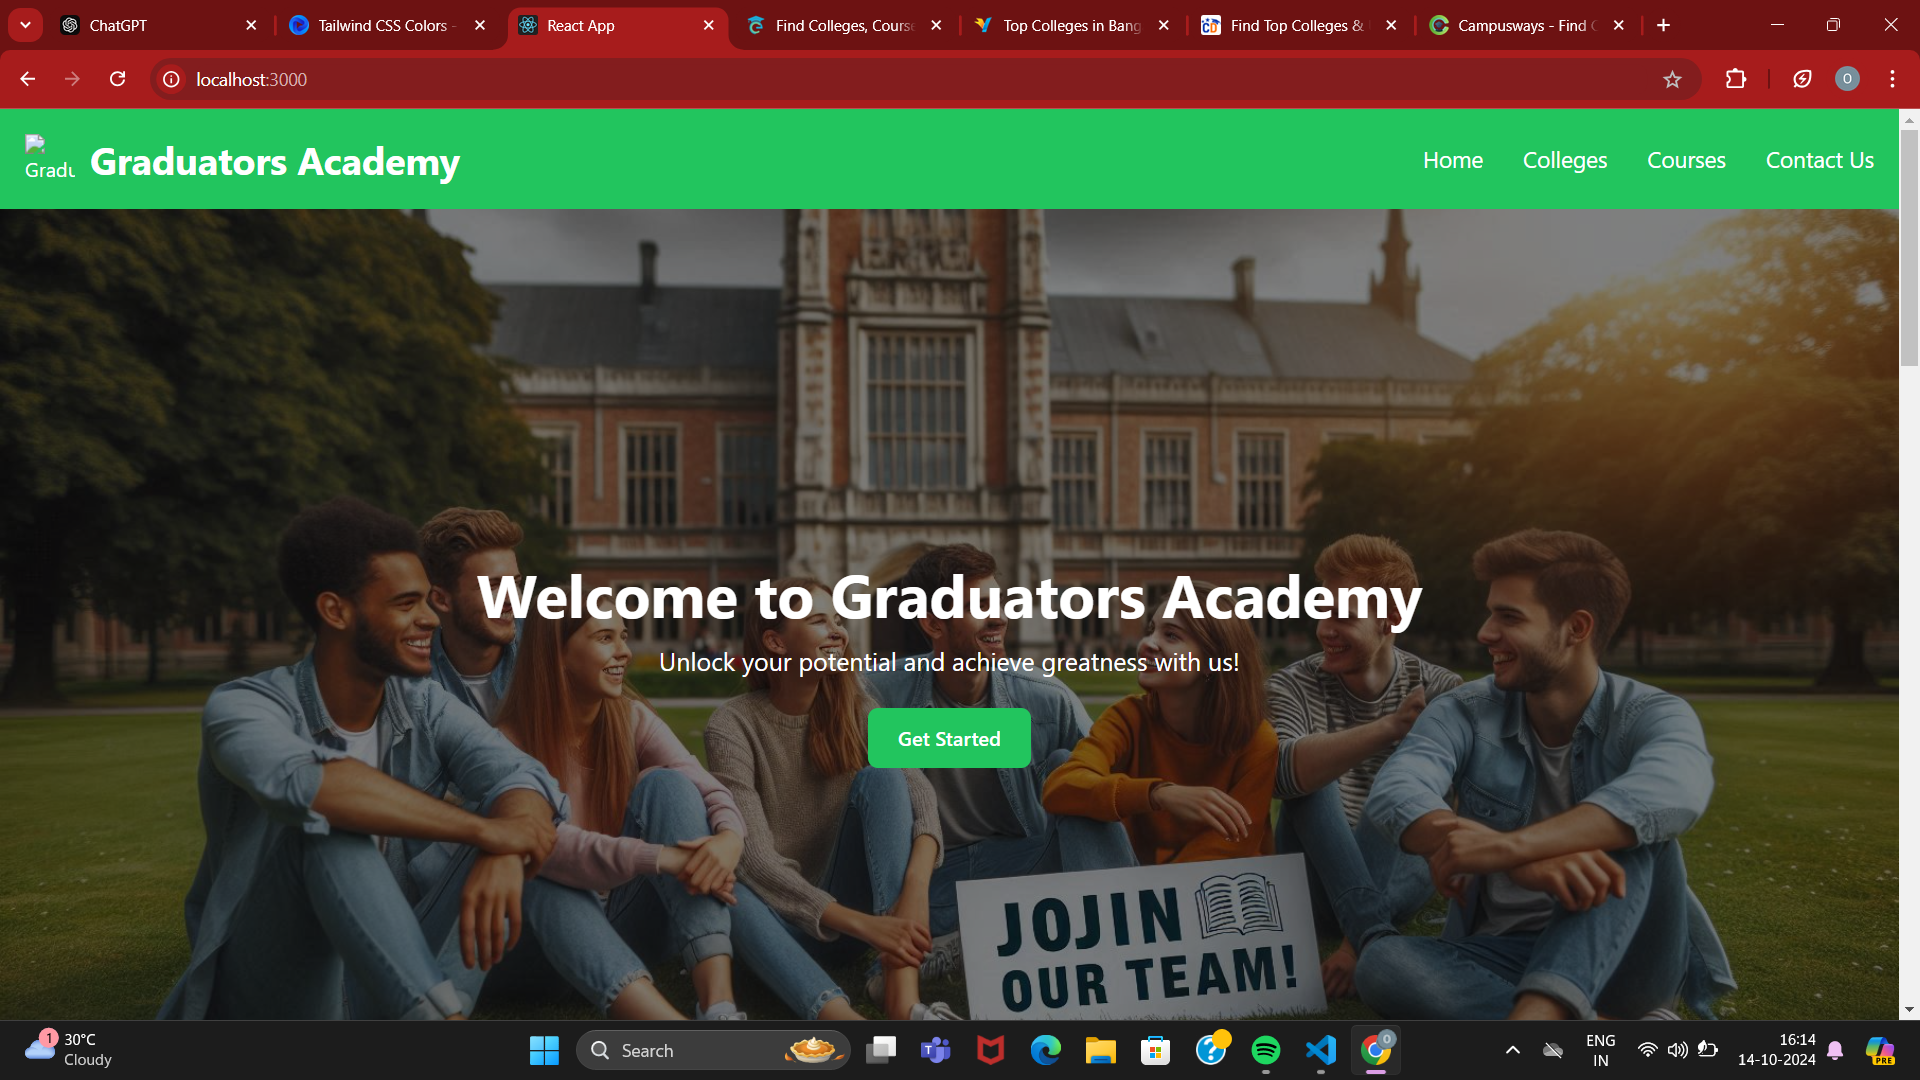 ChatGPT
Tailwind CSS Colors -
React App
Find Colleges, Course
Top Colleges in Bang
Find Top Colleges &
Campusways - Find
localhost:3000
Gradu
Graduators Academy
Home
Colleges
Courses
Contact Us
Welcome to Graduators Academy
Unlock your potential and achieve greatness with us!
Get Started
JOJIN
OUR TEAM!
1
30°C
Cloudy
Search
ENG
IN
16:14
14-10-2024
PRE